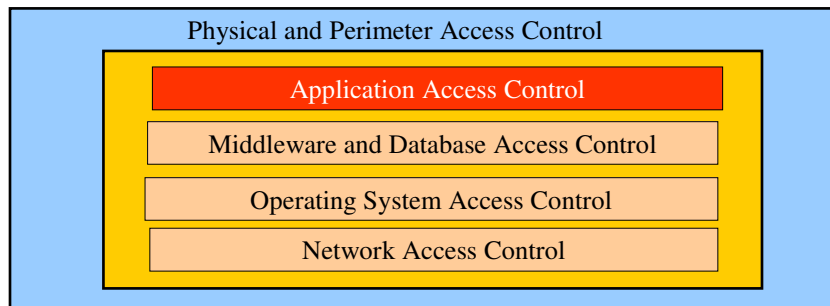 Physical and Perimeter Access Control
Application Access Control
Middleware and Database Access Control
Operating System Access Control
Network Access Control